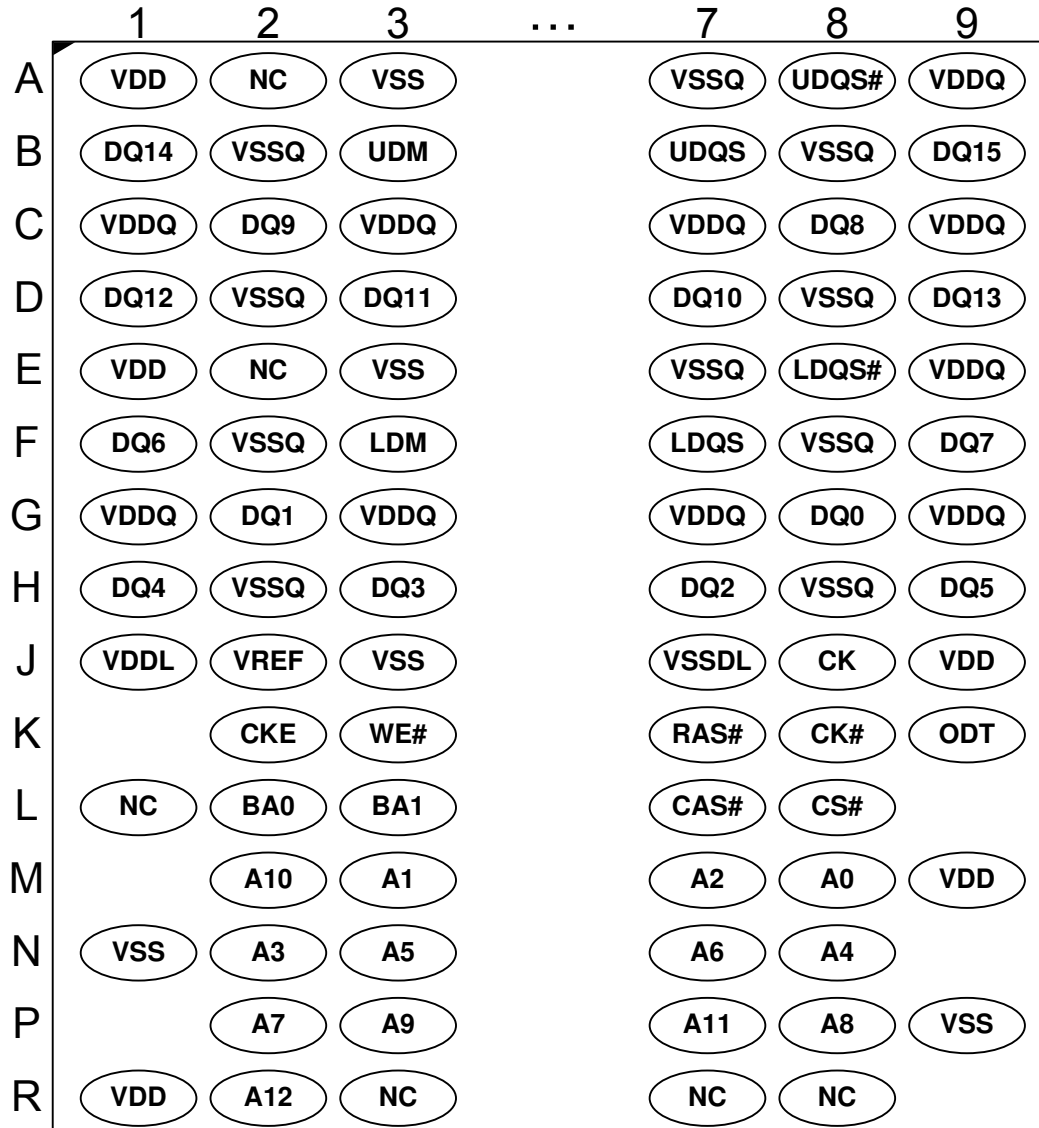 1 2 3 ... 7 8 9
A VDD NC VSS VSSQ UDQS# VDDQ
B DQ14 VSSQ UDM UDQS VSSQ DQ15
C VDDQ DQ9 VDDQ VDDQ DQ8 VDDQ
D DQ12 VSSQ DQ11 DQ10 VSSQ DQ13
E VDD NC VSS VSSQ LDQS# VDDQ
F DQ6 VSSQ LDM LDQS VSSQ DQ7
G VDDQ DQ1 VDDQ VDDQ DQ0 VDDQ
H DQ4 VSSQ DQ3 DQ2 VSSQ DQ5
J VDDL VREF VSS VSSDL CK VDD
K CKE WE# RAS# CK# ODT
L NC BA0 BA1 CAS# CS#
M A10 A1 A2 A0 VDD
N VSS A3 A5 A6 A4
P A7 A9 A11 A8 VSS
R VDD A12 NC NC NC